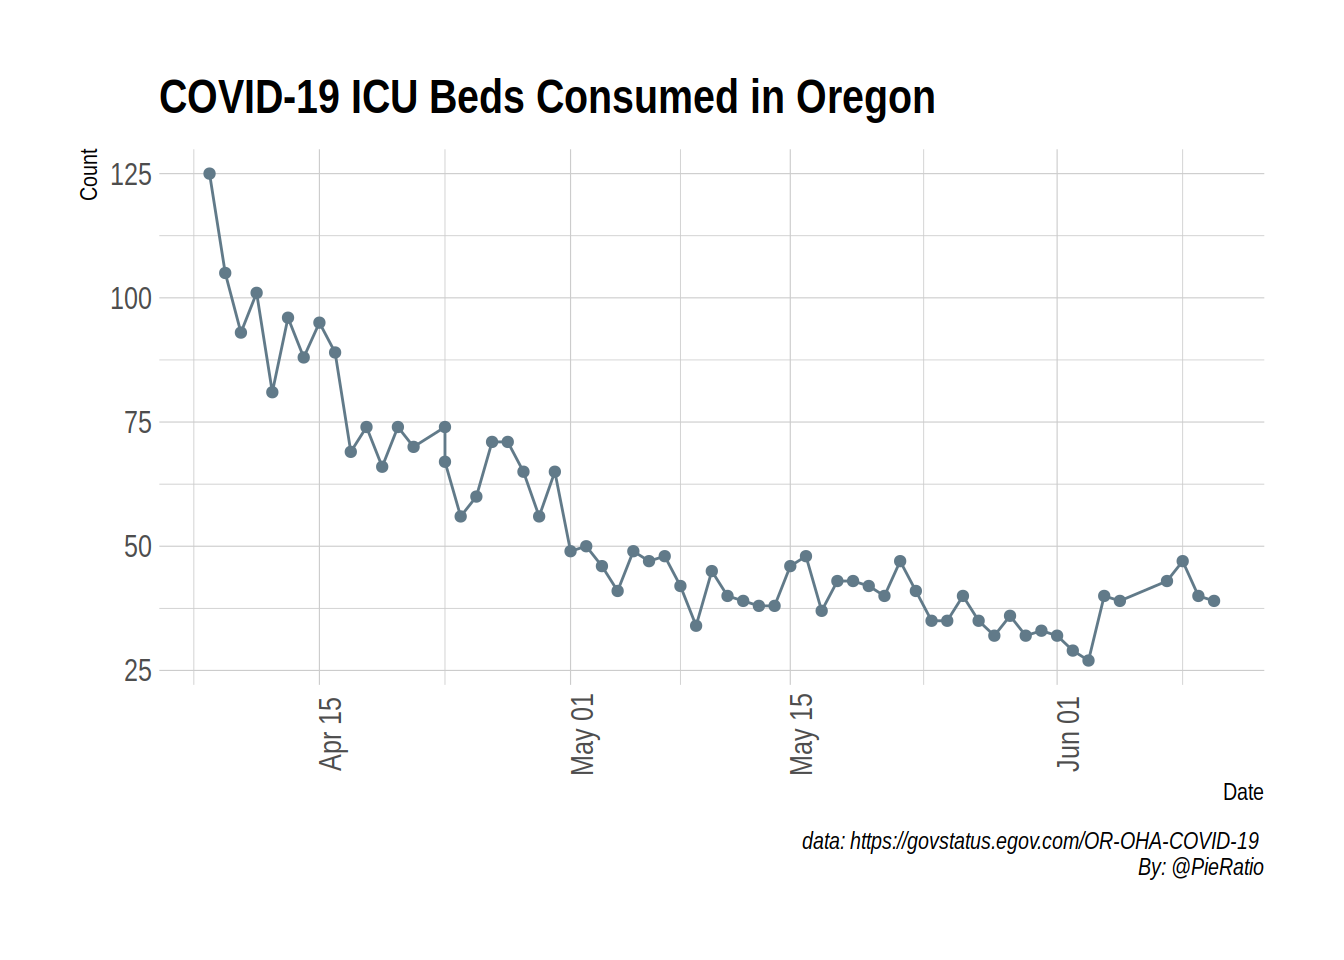 COVID-19 ICU Beds Consumed in Oregon
Count
125
100
75
50
25
Apr 15
May 01
May 15
Jun 01
Date
data: https://govstatus.egov.com/OR-OHA-COVID-19
By: @PieRatio